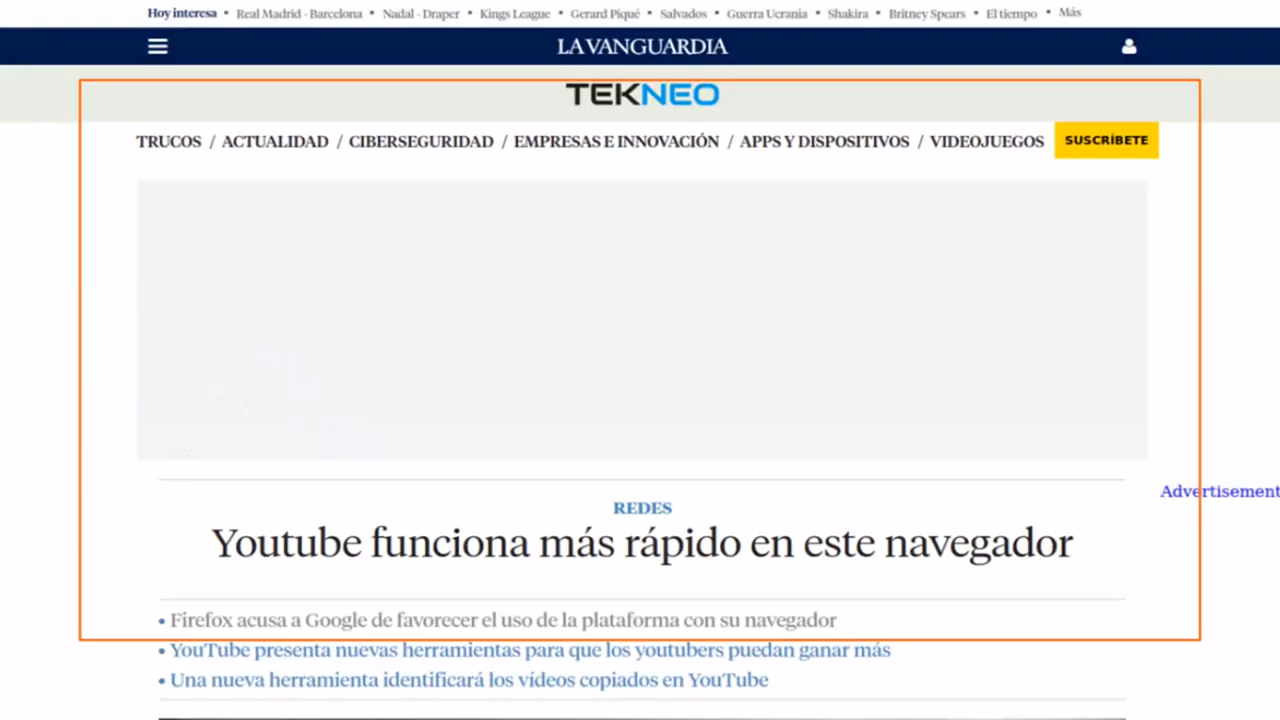 Hoy interesa • Real Madrid - Barcelona • Nadal - Draper • Kings League • Gerard Piqué • Salvados • Guerra Ucrania • Shakira • Britney Spears • El tiempo • Más
LA VANGUARDIA
TEKNEO
TRUCOS / ACTUALIDAD / CIBERSEGURIDAD / EMPRESAS E INNOVACIÓN / APPS Y DISPOSITIVOS / VIDEOJUEGOS SUSCRÍBETE
Advertisement
REDES
Youtube funciona más rápido en este navegador
• Firefox acusa a Google de favorecer el uso de la plataforma con su navegador
• YouTube presenta nuevas herramientas para que los youtubers puedan ganar más
• Una nueva herramienta identificará los vídeos copiados en YouTube